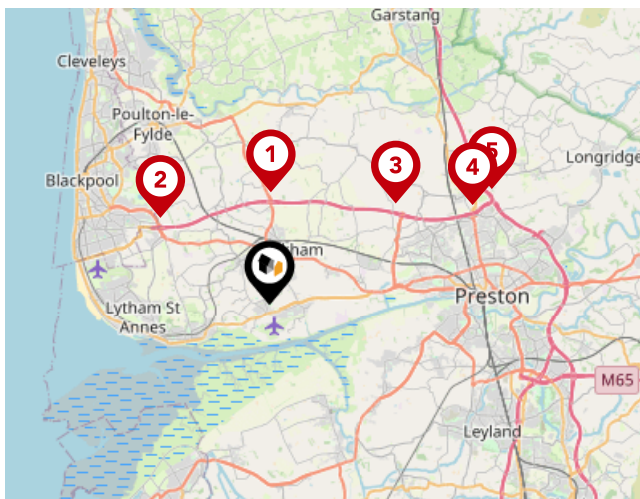 Garstang
Cleveleys
Poulton-le-
Fylde
Longridge
Blackpool
1
2
3
4
5
Lytham St
Annes
Preston
M65
Leyland